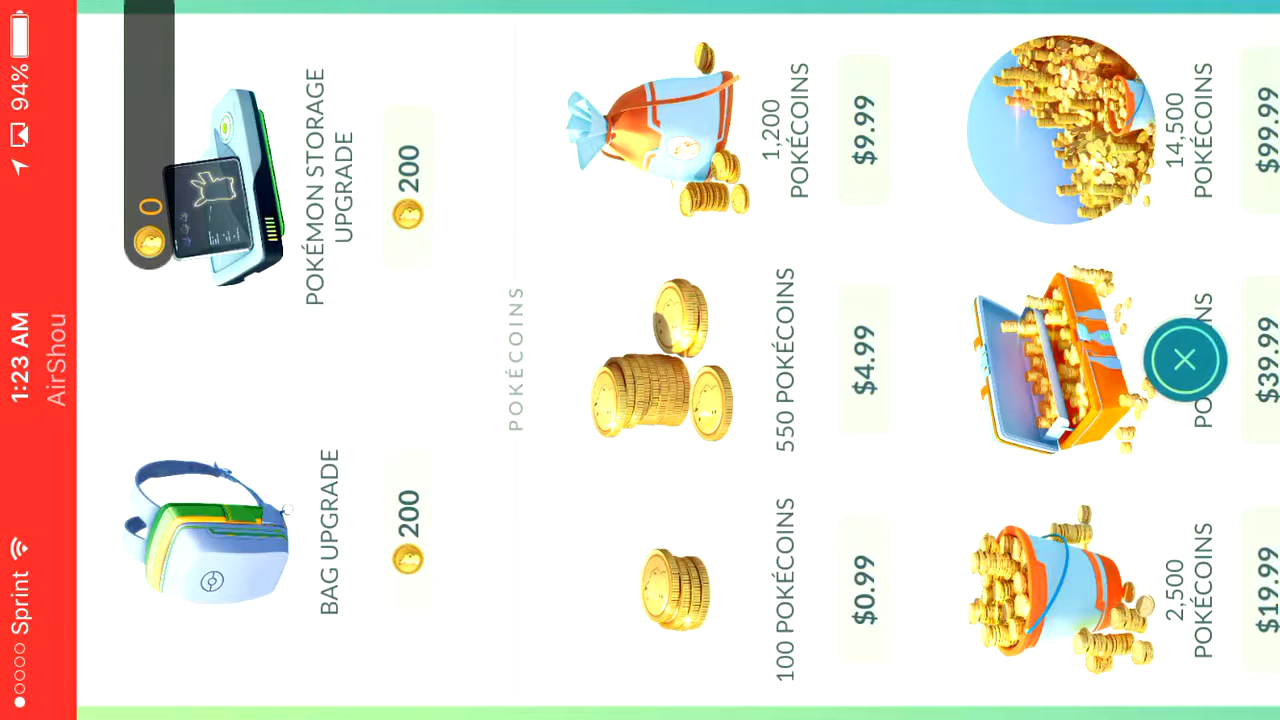 Sprint 1:23 AM 94%
AirShou
0
BAG UPGRADE
POKÉMON STORAGE
UPGRADE
200
200
POKÉCOINS
100 POKÉCOINS
550 POKÉCOINS
1,200
POKÉCOINS
$0.99
$4.99
$9.99
2,500
POKÉCOINS
14,500
POKÉCOINS
$19.99
$39.99
$99.99